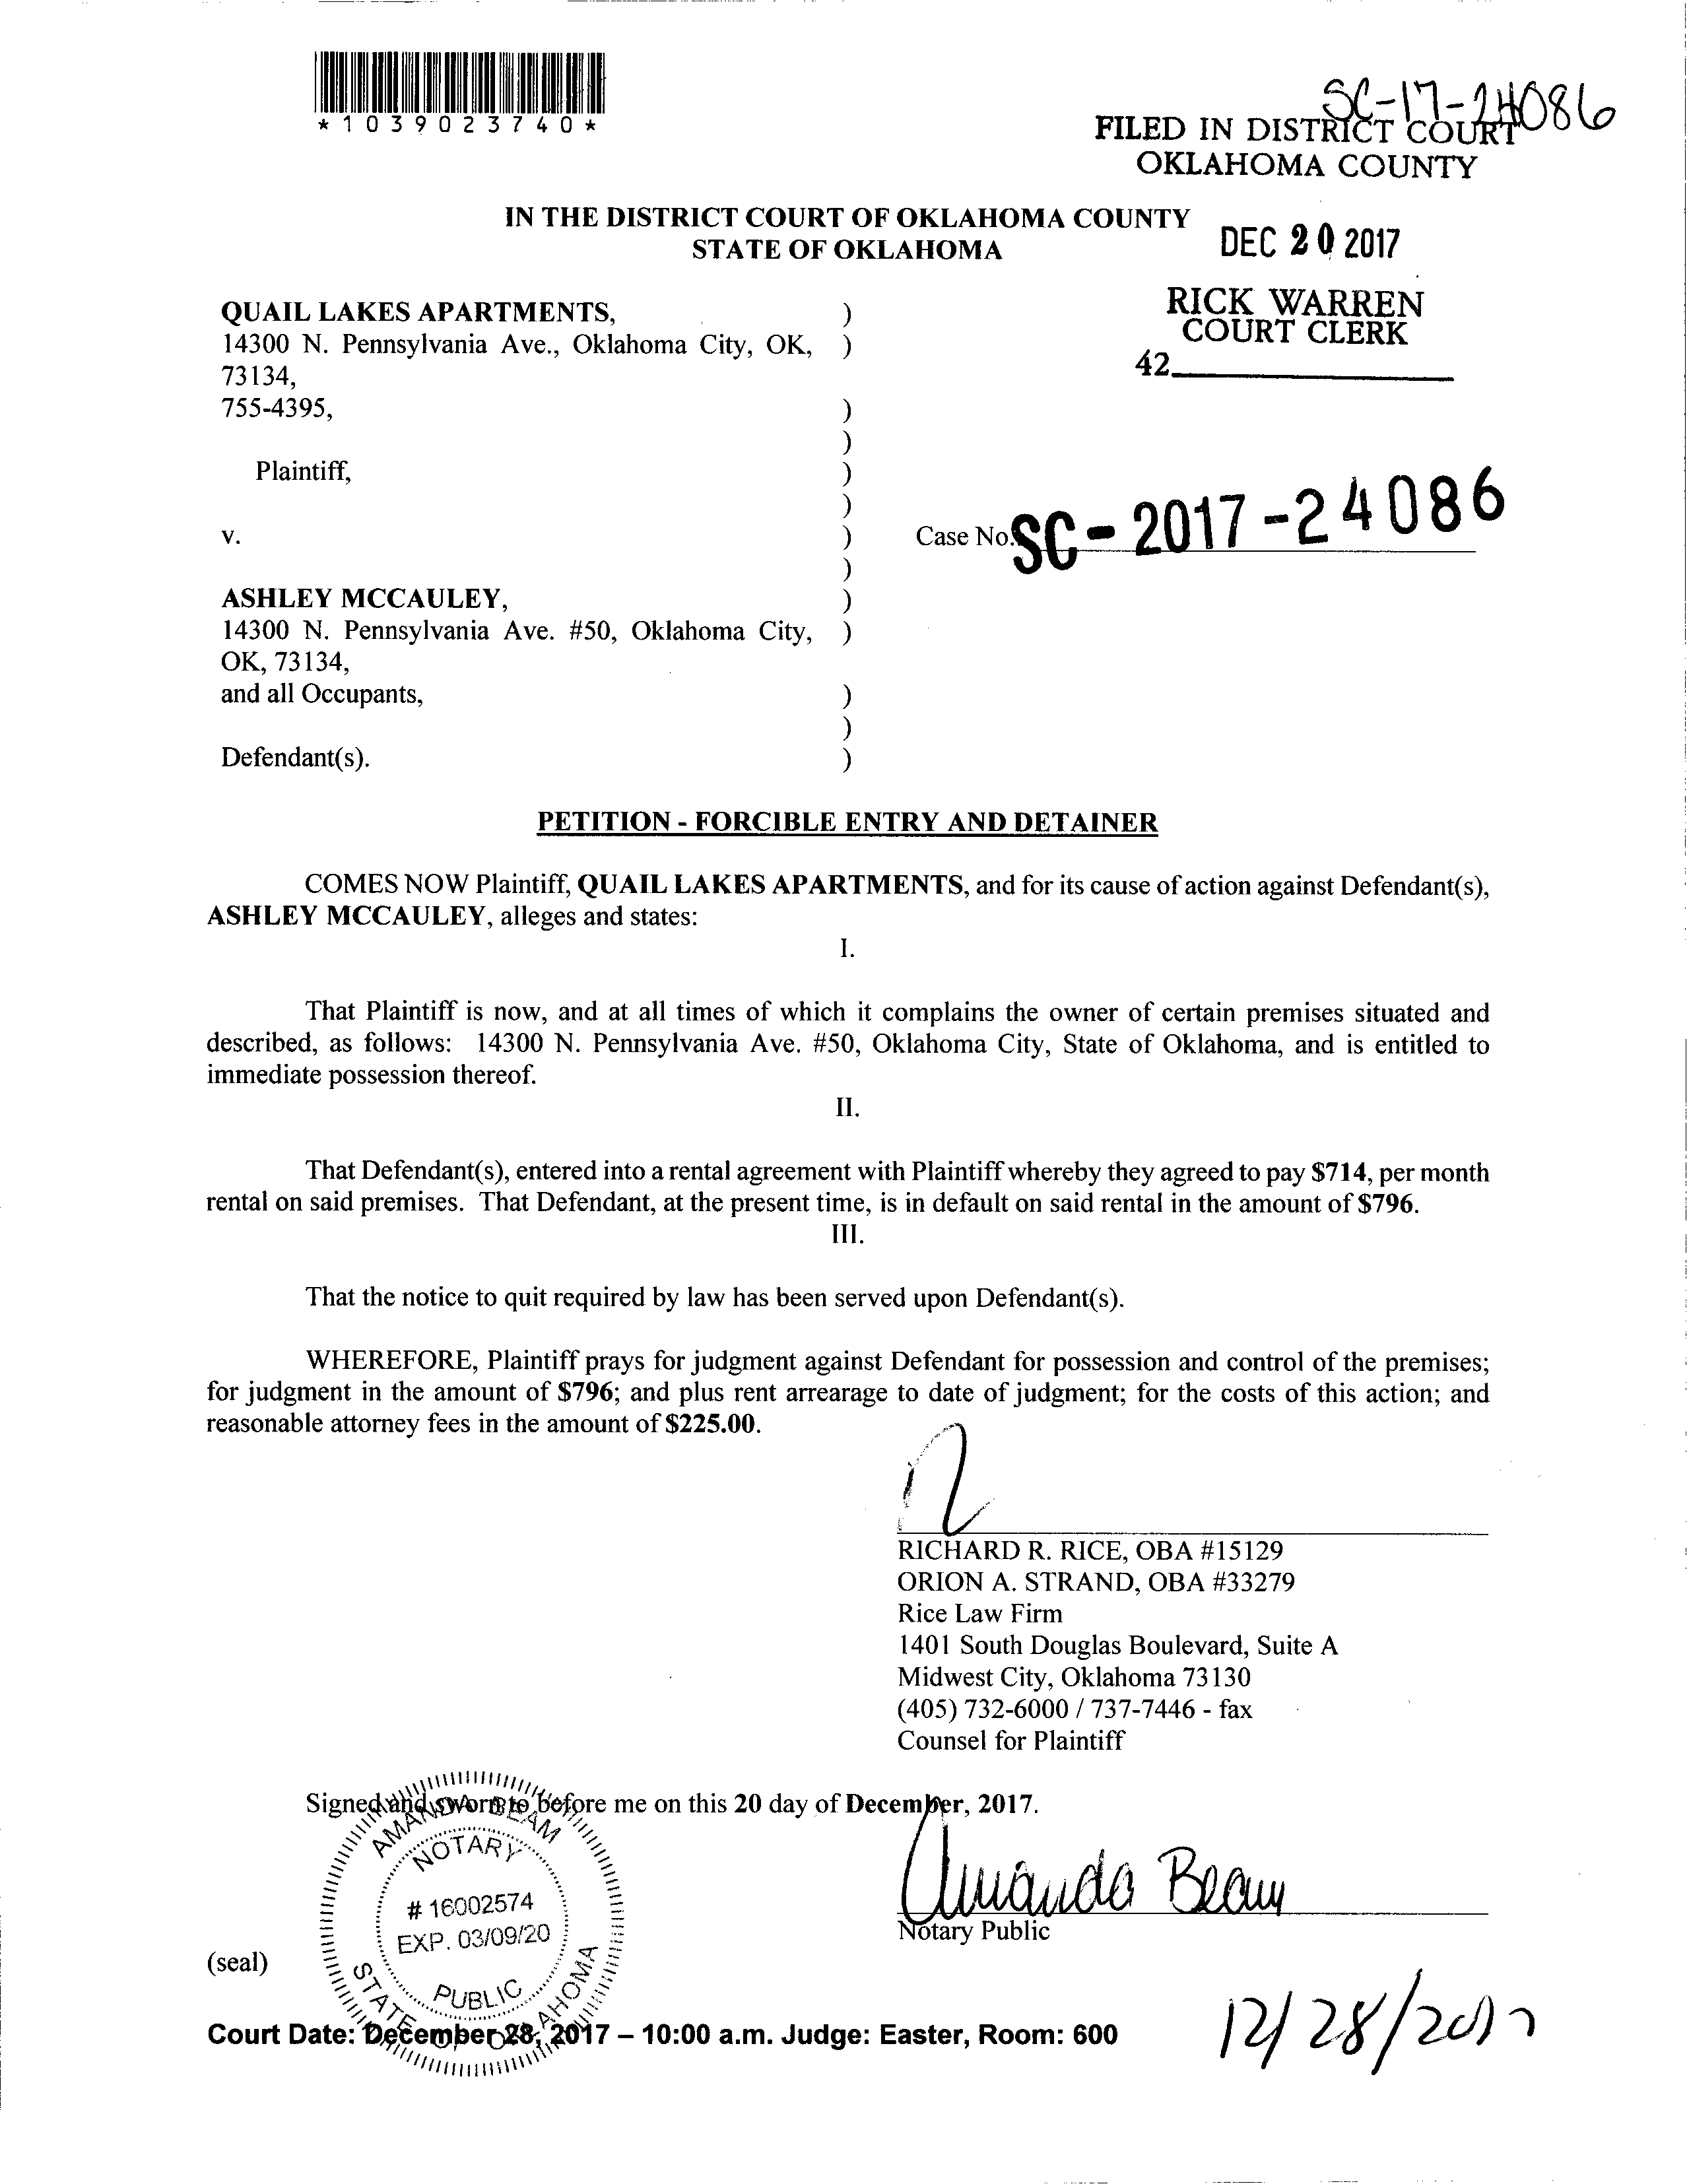 *1039023740*
SC-17-24086
FILED IN DISTRICT COURT
OKLAHOMA COUNTY
IN THE DISTRICT COURT OF OKLAHOMA COUNTY
STATE OF OKLAHOMA
DEC 20 2017
RICK WARREN
COURT CLERK
42
QUAIL LAKES APARTMENTS, )
14300 N. Pennsylvania Ave., Oklahoma City, OK, )
73134,
755-4395, )
)
Plaintiff, )
)
v. )
Case No. SC-2017-24086
)
ASHLEY MCCAULEY, )
14300 N. Pennsylvania Ave. #50, Oklahoma City, )
OK, 73134,
and all Occupants, )
)
Defendant(s). )
PETITION - FORCIBLE ENTRY AND DETAINER
COMES NOW Plaintiff, QUAIL LAKES APARTMENTS, and for its cause of action against Defendant(s),
ASHLEY MCCAULEY, alleges and states:
I.
That Plaintiff is now, and at all times of which it complains the owner of certain premises situated and
described, as follows: 14300 N. Pennsylvania Ave. #50, Oklahoma City, State of Oklahoma, and is entitled to
immediate possession thereof.
II.
That Defendant(s), entered into a rental agreement with Plaintiff whereby they agreed to pay $714, per month
rental on said premises. That Defendant, at the present time, is in default on said rental in the amount of $796.
III.
That the notice to quit required by law has been served upon Defendant(s).
WHEREFORE, Plaintiff prays for judgment against Defendant for possession and control of the premises;
for judgment in the amount of $796; and plus rent arrearage to date of judgment; for the costs of this action; and
reasonable attorney fees in the amount of $225.00.
RICHARD R. RICE, OBA #15129
ORION A. STRAND, OBA #33279
Rice Law Firm
1401 South Douglas Boulevard, Suite A
Midwest City, Oklahoma 73130
(405) 732-6000 / 737-7446 - fax
Counsel for Plaintiff
Signed and sworn to before me on this 20 day of December, 2017.
AMANDA BEAM
NOTARY
# 16002574
EXP. 03/09/20
PUBLIC
STATE OF OKLAHOMA
Amanda Beam
Notary Public
(seal)
Court Date: December 28, 2017 – 10:00 a.m. Judge: Easter, Room: 600
12/28/2017